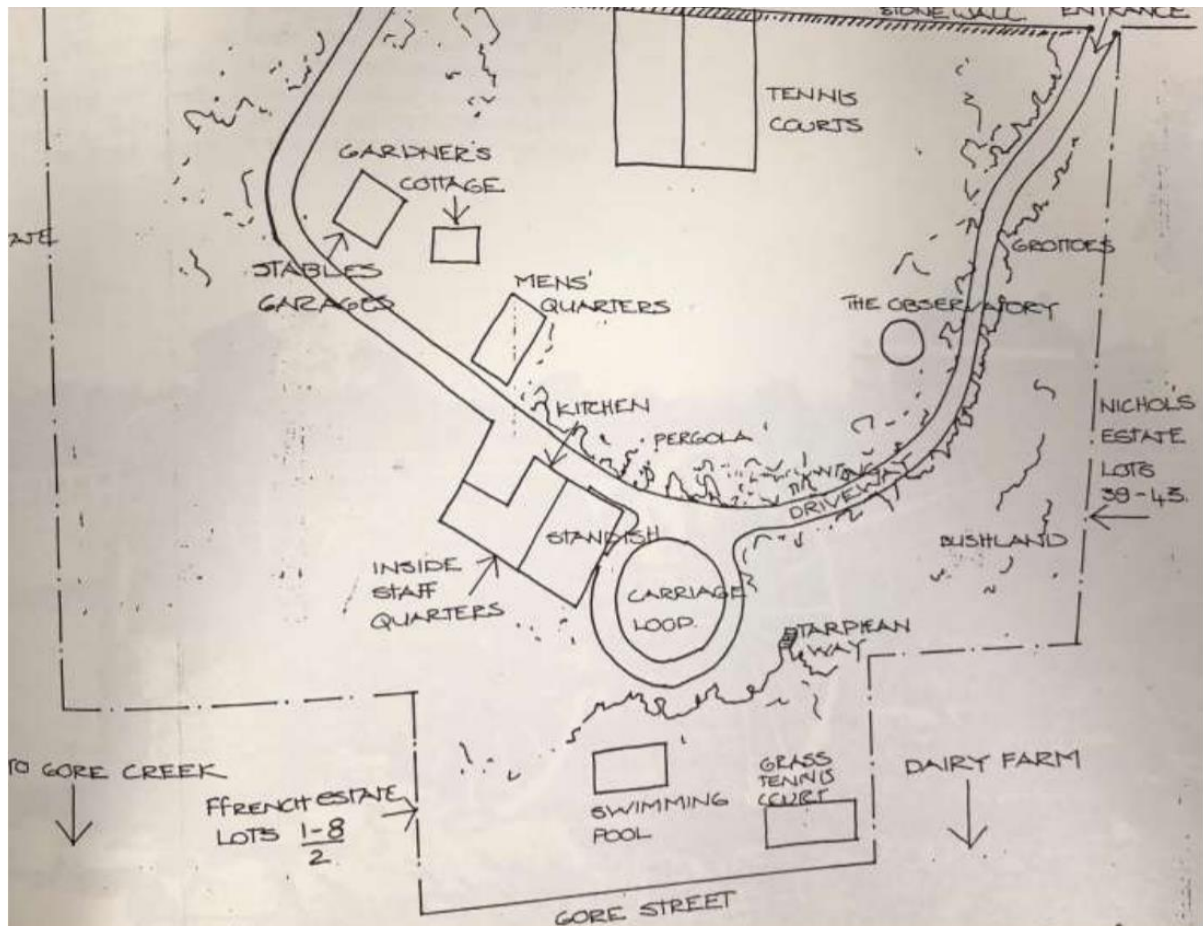 STONE WALL
ENTRANCE
TENNIS
COURTS
GARDNER'S
COTTAGE
STABLES
GARAGES
MENS'
QUARTERS
GROTTOES
THE OBSERVATORY
KITCHEN
PERGOLA
NICHOL'S
ESTATE
LOTS
39-43.
DRIVEWAY
BUSHLAND
STANDISH
INSIDE
STAFF
QUARTERS
CARRIAGE
LOOP.
TARPIEAN
WAY
TO GORE CREEK
FFRENCH ESTATE
LOTS 1-8
2
SWIMMING
POOL
GRASS
TENNIS
COURT
DAIRY FARM
GORE STREET